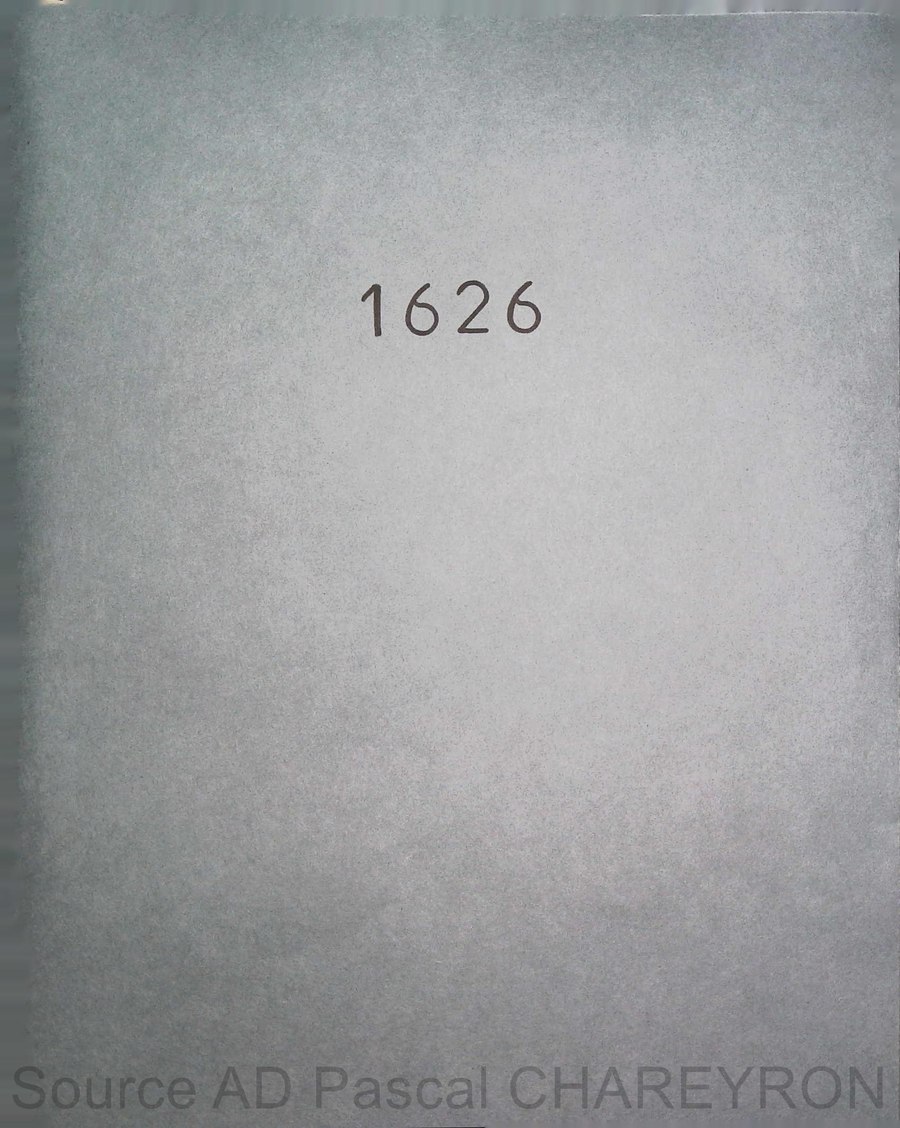 1626
Source AD Pascal CHAREYRON